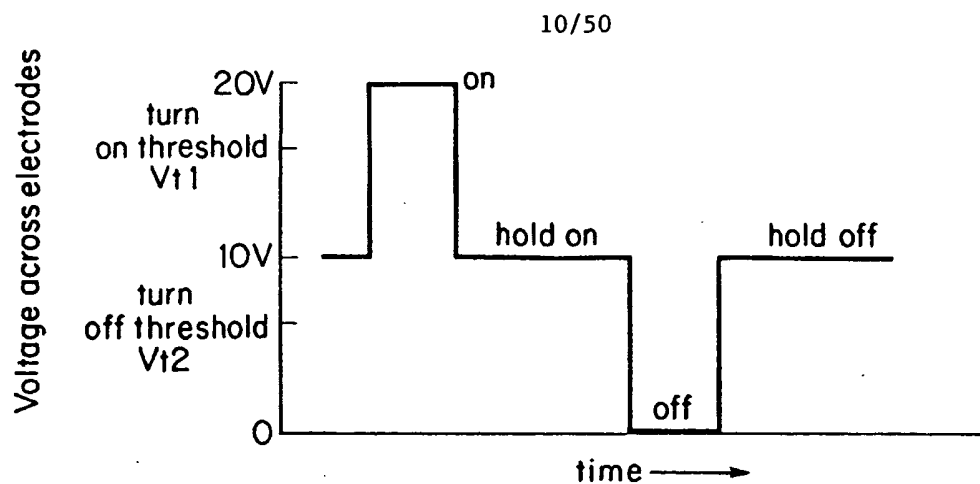 10/50
Voltage across electrodes
20V
on
turn
on threshold
Vt1
10V
hold on
hold off
turn
off threshold
Vt2
off
0
time